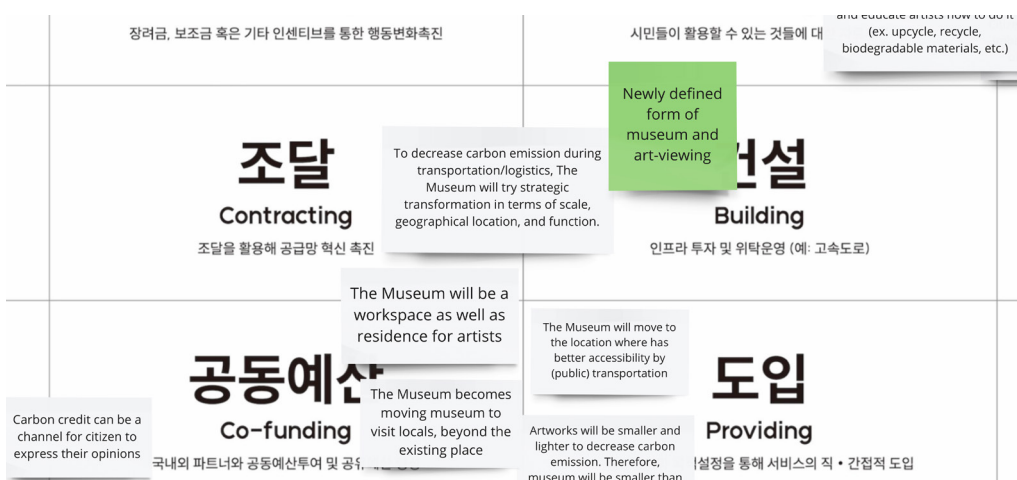 장려금, 보조금 혹은 기타 인센티브를 통한 행동변화촉진
시민들이 활용할 수 있는 것들에 대
and educate artists how to do it
(ex. upcycle, recycle,
biodegradable materials, etc.)
조달
Contracting
조달을 활용해 공급망 혁신 촉진
To decrease carbon emission during
transportation/logistics, The
Museum will try strategic
transformation in terms of scale,
geographical location, and function.
Newly defined
form of
museum and
art-viewing
건설
Building
인프라 투자 및 위탁운영 (예: 고속도로)
The Museum will be a
workspace as well as
residence for artists
The Museum will move to
the location where has
better accessibility by
(public) transportation
공동예산
Co-funding
국내외 파트너와 공동예산투여 및
The Museum becomes
moving museum to
visit locals, beyond the
existing place
Carbon credit can be a
channel for citizen to
express their opinions
도입
Providing
설정을 통해 서비스의 직 • 간접적 도입
Artworks will be smaller and
lighter to decrease carbon
emission. Therefore,
museum will be smaller than